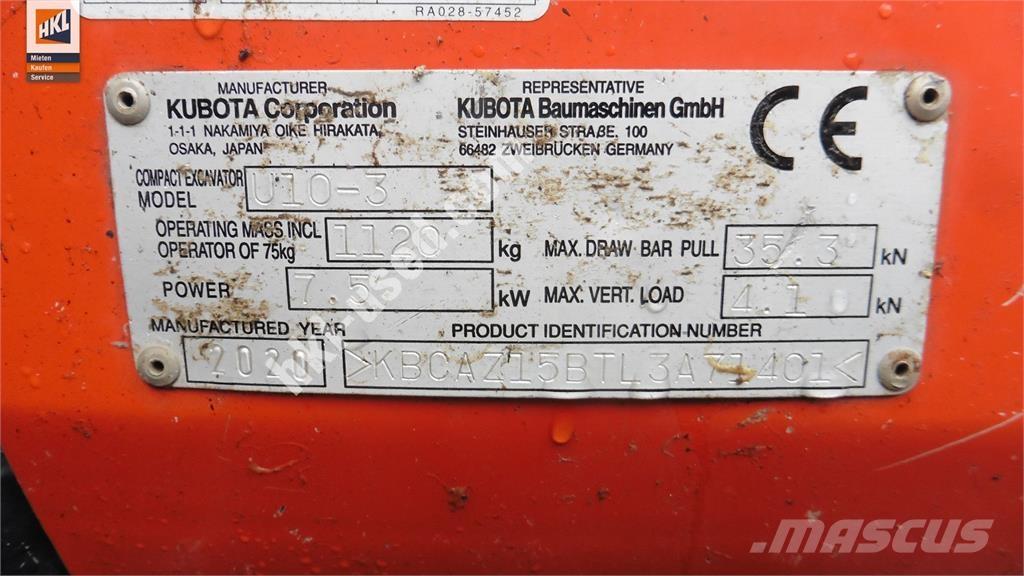 RA028-57452
HKL
Mieten
Kaufen
Service
MANUFACTURER
KUBOTA Corporation
1-1-1 NAKAMIYA OIKE HIRAKATA,
OSAKA, JAPAN
REPRESENTATIVE
KUBOTA Baumaschinen GmbH
STEINHAUSER STRAßE, 100
66482 ZWEIBRÜCKEN GERMANY
CE
COMPACT EXCAVATOR
MODEL U10-3
OPERATING MASS INCL
OPERATOR OF 75kg 1120 kg
MAX. DRAW BAR PULL 35.3 kN
POWER 7.5 kW
MAX. VERT. LOAD 4.1 kN
MANUFACTURED YEAR
2020
PRODUCT IDENTIFICATION NUMBER
>KBCAZ15BTL3A71401<
MASCUS